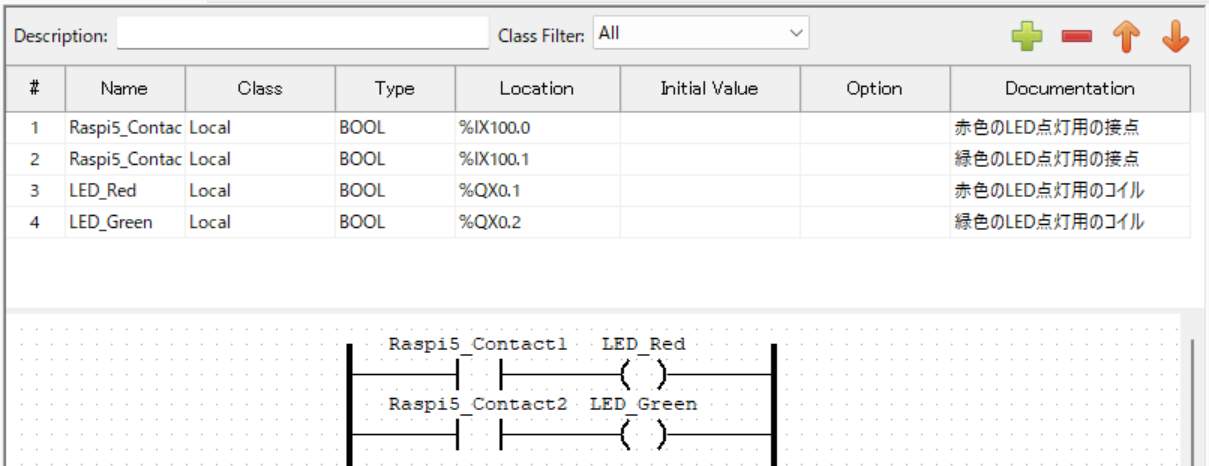 Description: Class Filter: All
# Name Class Type Location Initial Value Option Documentation
1 Raspi5_Contac Local BOOL %IX100.0 赤色のLED点灯用の接点
2 Raspi5_Contac Local BOOL %IX100.1 緑色のLED点灯用の接点
3 LED_Red Local BOOL %QX0.1 赤色のLED点灯用のコイル
4 LED_Green Local BOOL %QX0.2 緑色のLED点灯用のコイル
Raspi5_Contact1 LED_Red
Raspi5_Contact2 LED_Green